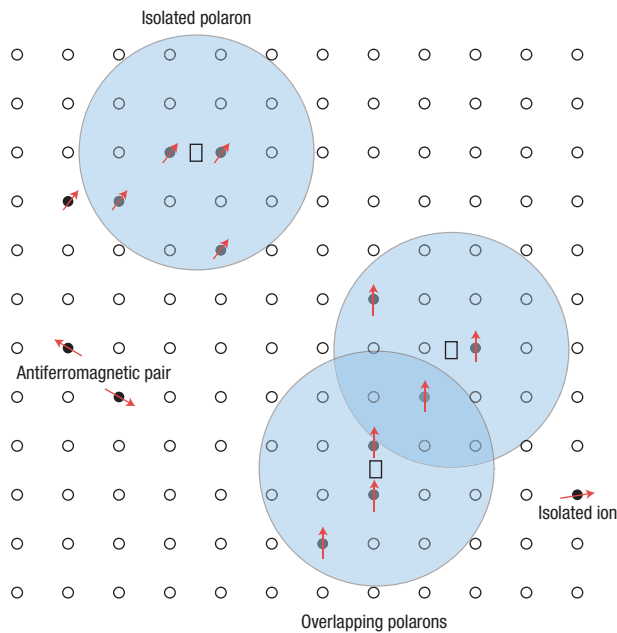 Isolated polaron
Antiferromagnetic pair
Isolated ion
Overlapping polarons